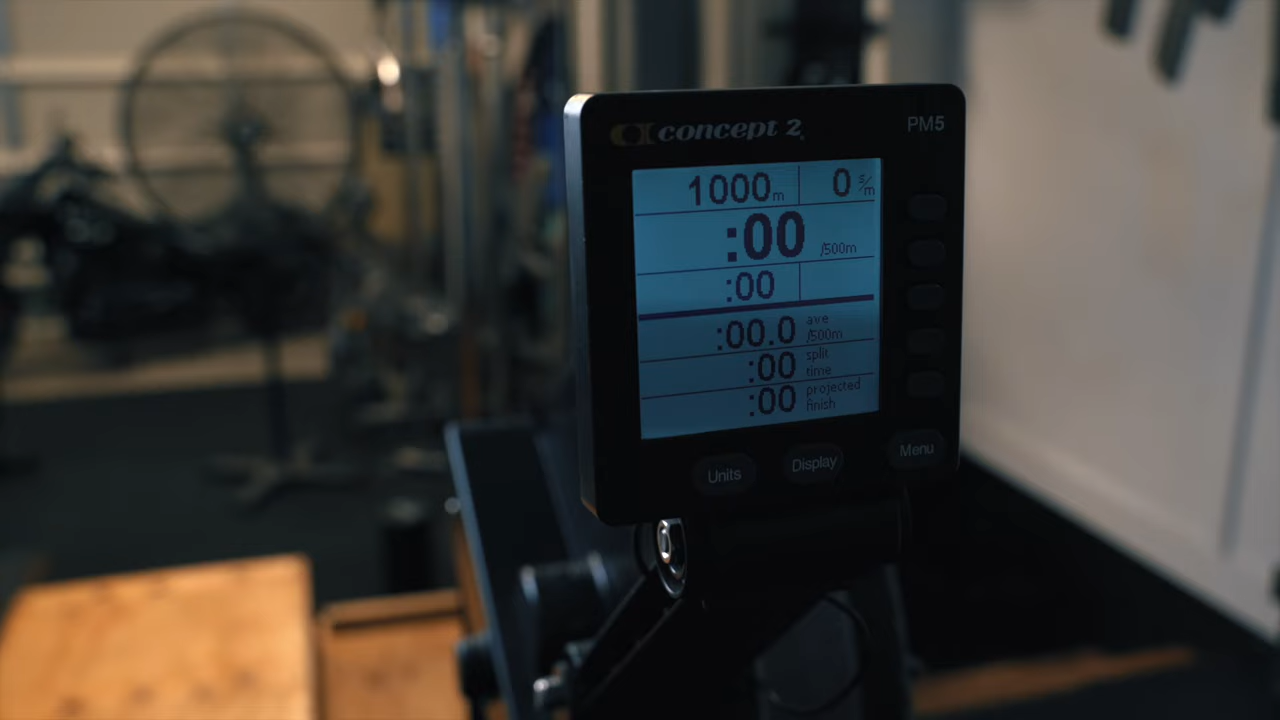 concept 2
PM5
1000m 0 s/m
:00 /500m
:00
:00.0 ave /500m
:00 split time
:00 projected finish
Units Display Menu